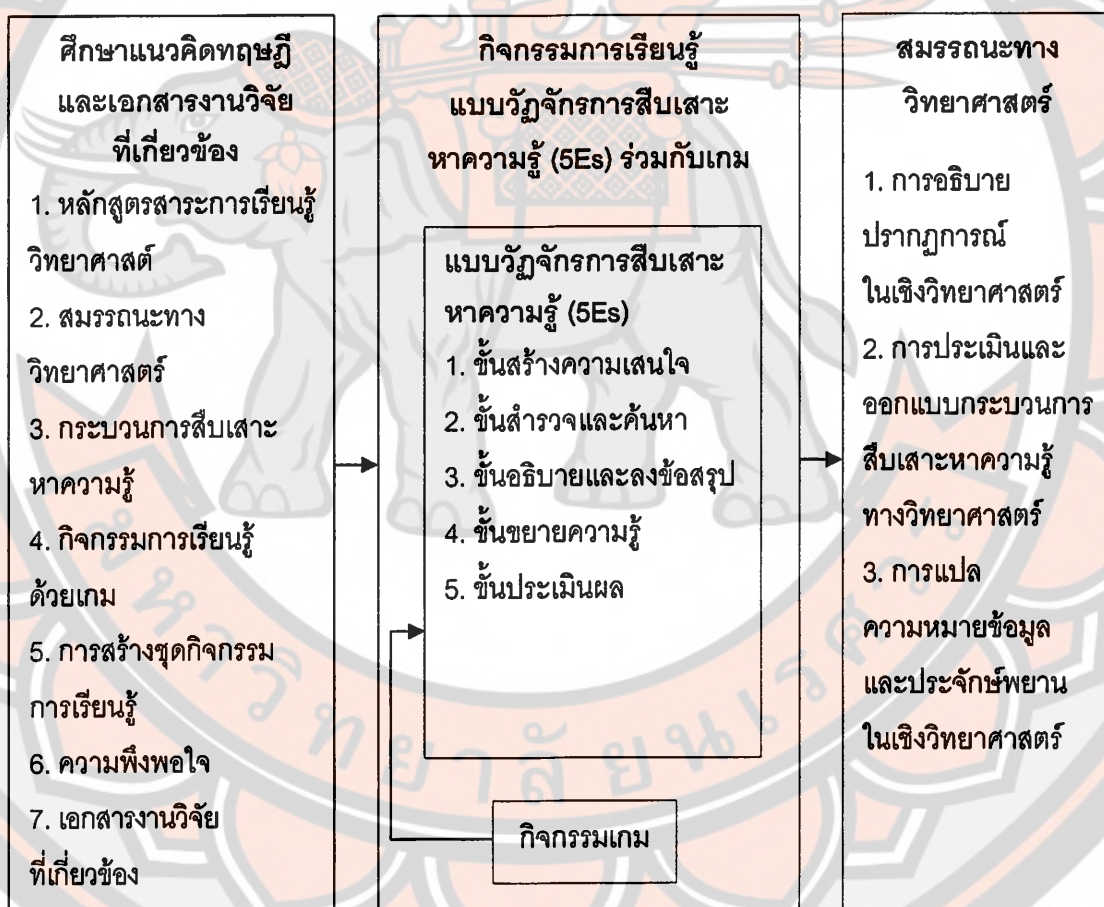 ศึกษาแนวคิดทฤษฎี
และเอกสารงานวิจัย
ที่เกี่ยวข้อง
1. หลักสูตรสาระการเรียนรู้
วิทยาศาสต์
2. สมรรถนะทาง
วิทยาศาสตร์
3. กระบวนการสืบเสาะ
หาความรู้
4. กิจกรรมการเรียนรู้
ด้วยเกม
5. การสร้างชุดกิจกรรม
การเรียนรู้
6. ความพึงพอใจ
7. เอกสารงานวิจัย
ที่เกี่ยวข้อง
กิจกรรมการเรียนรู้
แบบวัฏจักรการสืบเสาะ
หาความรู้ (5Es) ร่วมกับเกม
แบบวัฏจักรการสืบเสาะ
หาความรู้ (5Es)
1. ขั้นสร้างความเสนใจ
2. ขั้นสำรวจและค้นหา
3. ขั้นอธิบายและลงข้อสรุป
4. ขั้นขยายความรู้
5. ขั้นประเมินผล
กิจกรรมเกม
สมรรถนะทาง
วิทยาศาสตร์
1. การอธิบาย
ปรากฏการณ์
ในเชิงวิทยาศาสตร์
2. การประเมินและ
ออกแบบกระบวนการ
สืบเสาะหาความรู้
ทางวิทยาศาสตร์
3. การแปล
ความหมายข้อมูล
และประจักษ์พยาน
ในเชิงวิทยาศาสตร์
มหาวิทยาลัยนเรศวร